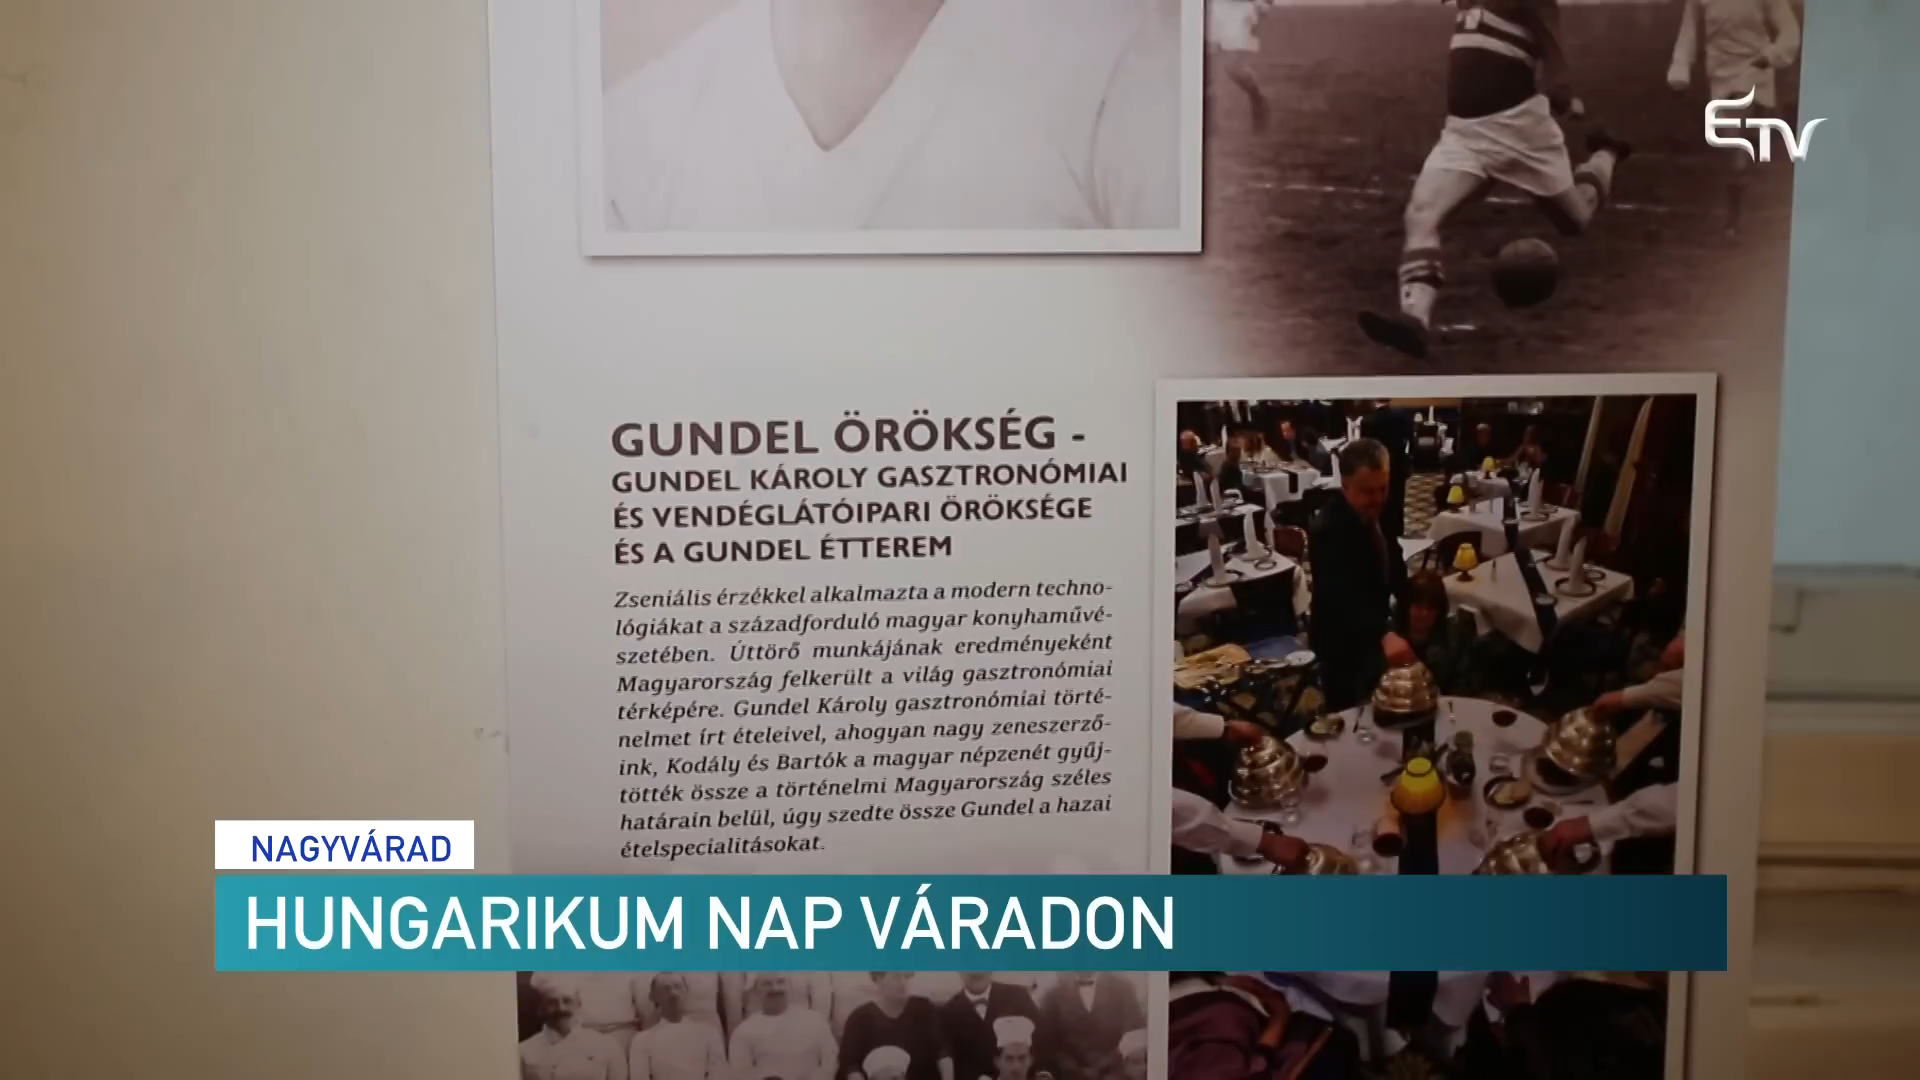 ETV
GUNDEL ÖRÖKSÉG -
GUNDEL KÁROLY GASZTRONÓMIAI
ÉS VENDÉGLÁTÓIPARI ÖRÖKSÉGE
ÉS A GUNDEL ÉTTEREM
Zseniális érzékkel alkalmazta a modern techno-
lógiákat a századforduló magyar konyhaművé-
szetében. Úttörő munkájának eredményeként
Magyarország felkerült a világ gasztronómiai
térképére. Gundel Károly gasztronómiai törté-
nelmet írt ételeivel, ahogyan nagy zeneszerző-
ink, Kodály és Bartók a magyar népzenét gyűj-
tötték össze a történelmi Magyarország széles
határain belül, úgy szedte össze Gundel a hazai
ételspecialitásokat.
NAGYVÁRAD
HUNGARIKUM NAP VÁRADON